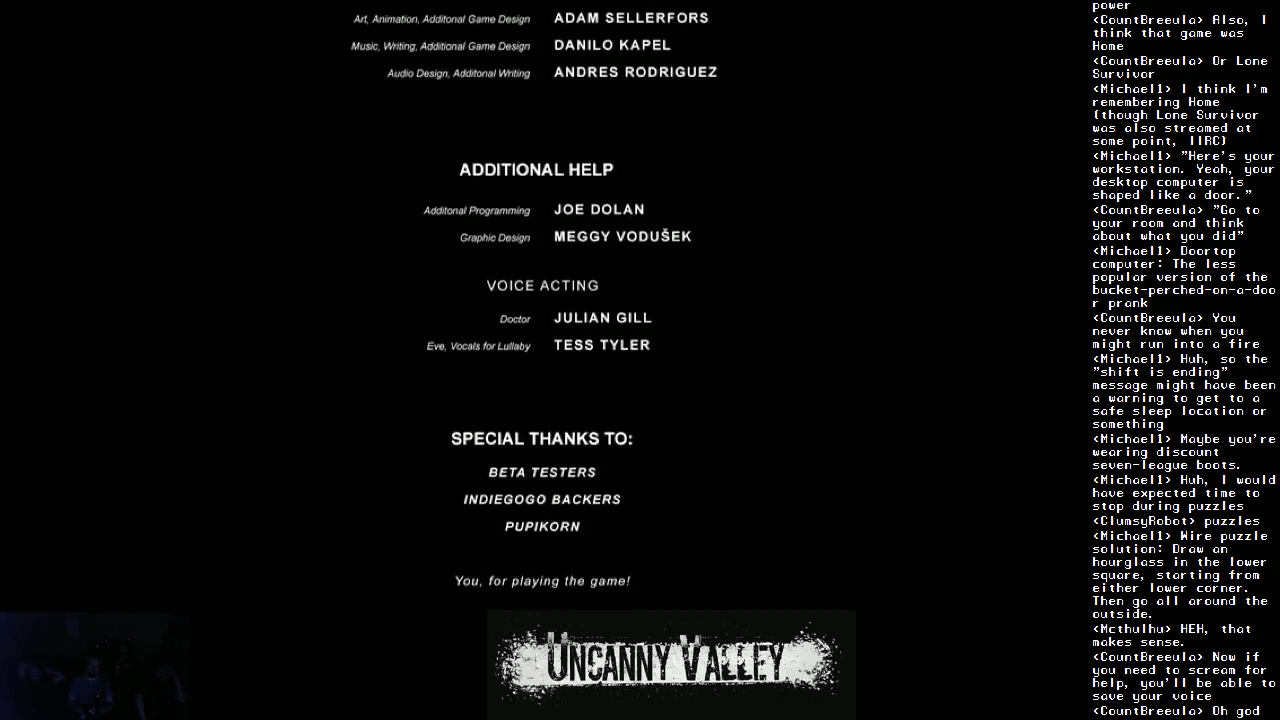 Art, Animation, Additonal Game Design ADAM SELLERFORS
Music, Writing, Additional Game Design DANILO KAPEL
Audio Design, Additonal Writing ANDRES RODRIGUEZ
ADDITIONAL HELP
Additonal Programming JOE DOLAN
Graphic Design MEGGY VODUŠEK
VOICE ACTING
Doctor JULIAN GILL
Eve, Vocals for Lullaby TESS TYLER
SPECIAL THANKS TO:
BETA TESTERS
INDIEGOGO BACKERS
PUPIKORN
You, for playing the game!
UNCANNY VALLEY
power
<CountBreeula> Also, I
think that game was
Home
<CountBreeula> Or Lone
Survivor
<Michael1> I think I'm
remembering Home
(though Lone Survivor
was also streamed at
some point, IIRC)
<Michael1> "Here's your
workstation. Yeah, your
desktop computer is
shaped like a door."
<CountBreeula> "Go to
your room and think
about what you did"
<Michael1> Doortop
computer: The less
popular version of the
bucket-perched-on-a-doo
r prank
<CountBreeula> You
never know when you
might run into a fire
<Michael1> Huh, so the
"shift is ending"
message might have been
a warning to get to a
safe sleep location or
something
<Michael1> Maybe you're
wearing discount
seven-league boots.
<Michael1> Huh, I would
have expected time to
stop during puzzles
<ClumsyRobot> puzzles
<Michael1> Wire puzzle
solution: Draw an
hourglass in the lower
square, starting from
either lower corner.
Then go all around the
outside.
<Mcthulhu> HEH, that
makes sense.
<CountBreeula> Now if
you need to scream for
help, you'll be able to
save your voice
<CountBreeula> Oh god